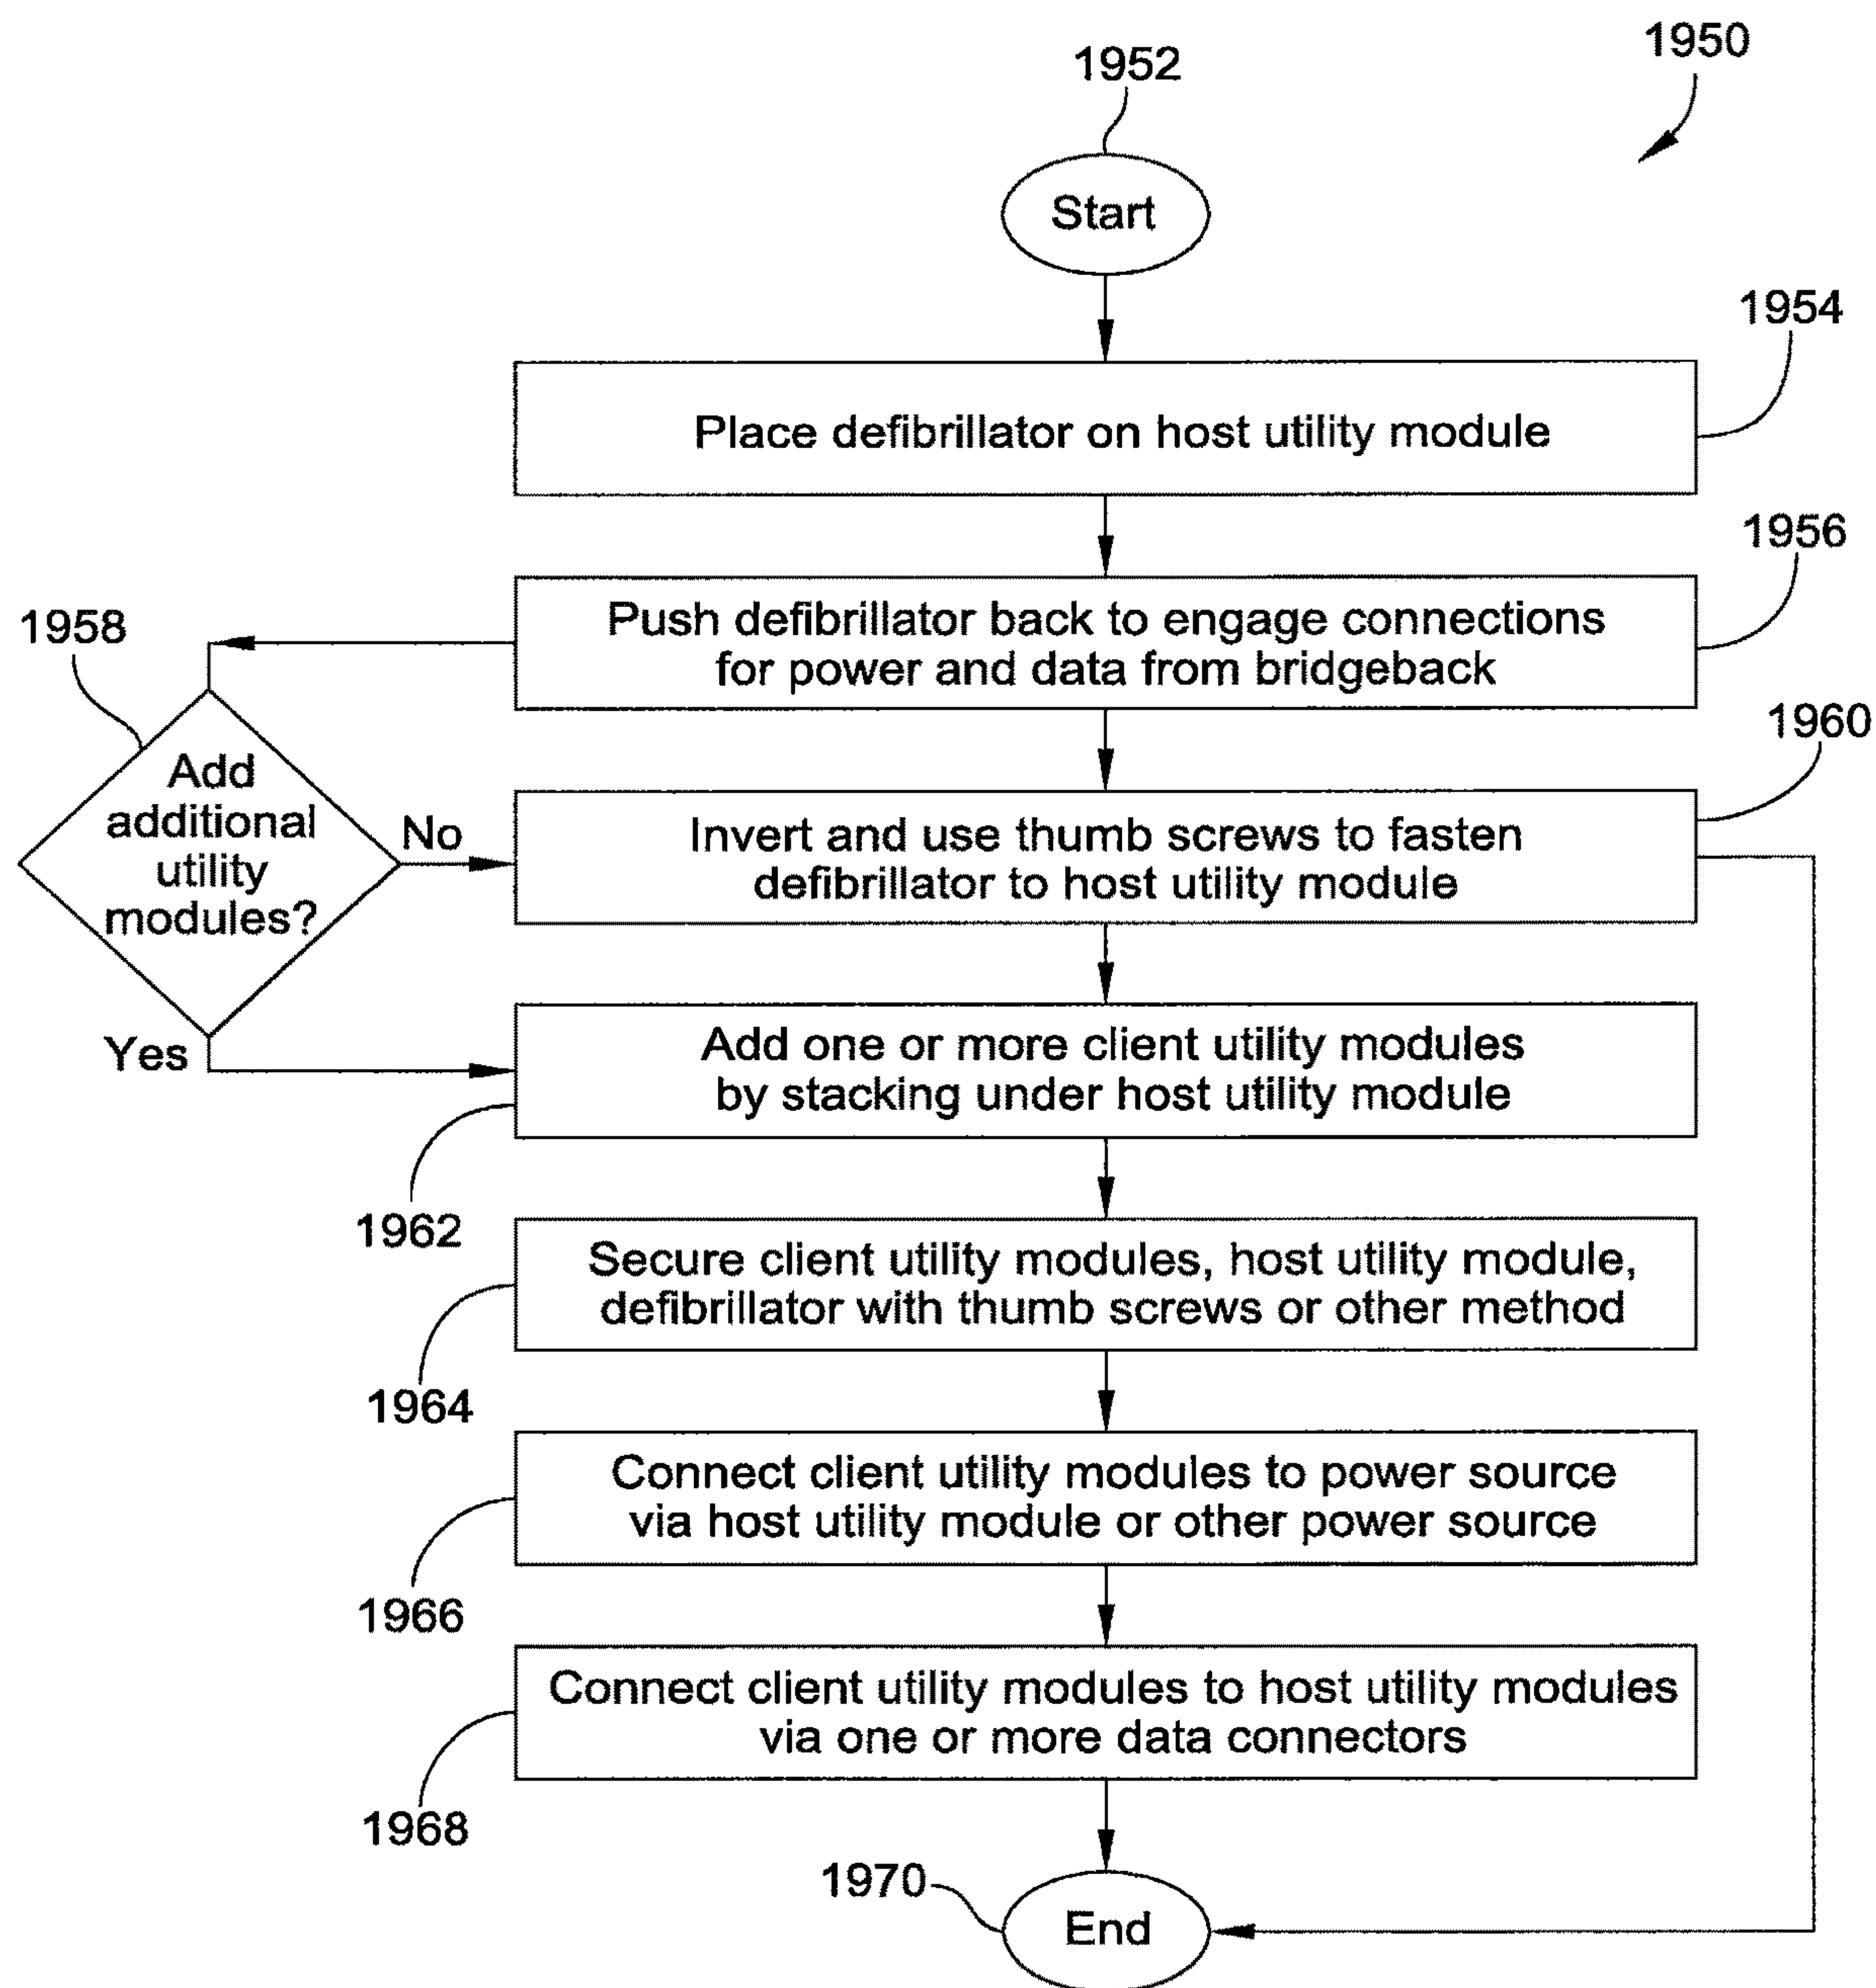 1950
1952
Start
1954
Place defibrillator on host utility module
1956
Push defibrillator back to engage connections
for power and data from bridgeback
1958
Add
additional
utility
modules?
No
Yes
1960
Invert and use thumb screws to fasten
defibrillator to host utility module
Add one or more client utility modules
by stacking under host utility module
1962
Secure client utility modules, host utility module,
defibrillator with thumb screws or other method
1964
Connect client utility modules to power source
via host utility module or other power source
1966
Connect client utility modules to host utility modules
via one or more data connectors
1968
1970
End